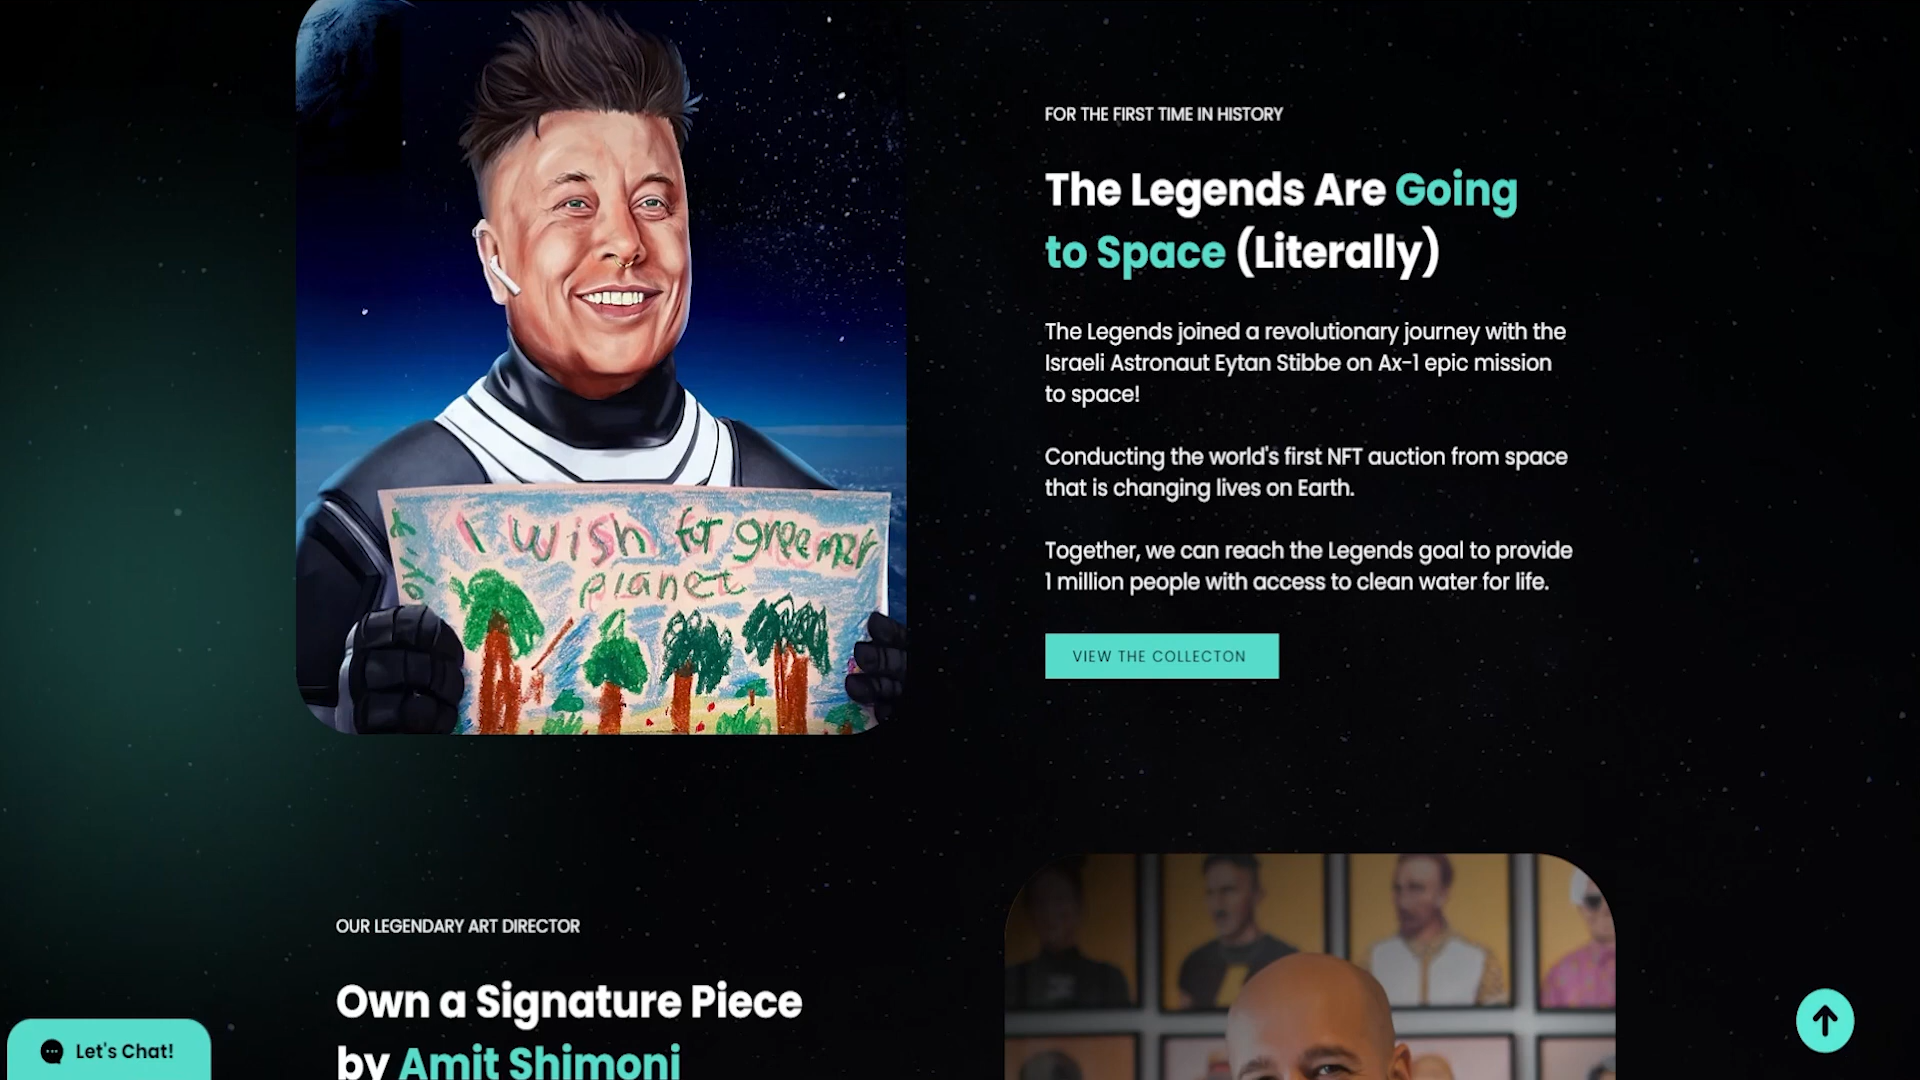 FOR THE FIRST TIME IN HISTORY
The Legends Are Going
to Space (Literally)
The Legends joined a revolutionary journey with the
Israeli Astronaut Eytan Stibbe on Ax-1 epic mission
to space!
Conducting the world's first NFT auction from space
that is changing lives on Earth.
Together, we can reach the Legends goal to provide
1 million people with access to clean water for life.
VIEW THE COLLECTON
I wish for greener
planet
OUR LEGENDARY ART DIRECTOR
Own a Signature Piece
by Amit Shimoni
Let's Chat!